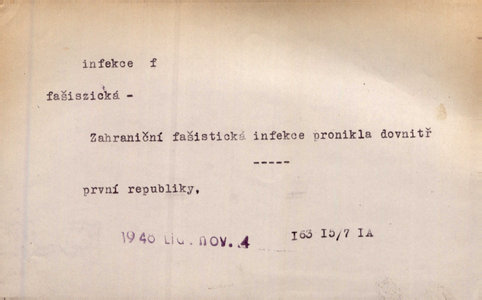 infekce f
fašiszická -
Zahraniční fašistická infekce pronikla dovnitř
-----
první republiky,
1946 Lid. nov. 4 I63 I5/7 IA